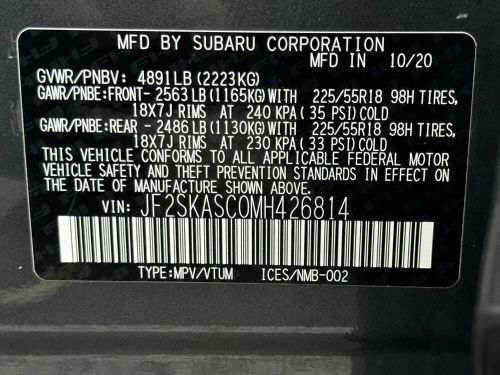 MFD BY SUBARU CORPORATION
MFD IN 10/20
GVWR/PNBV: 4891LB (2223KG)
GAWR/PNBE:FRONT- 2563LB (1165KG)WITH 225/55R18 98H TIRES,
18X7J RIMS AT 240 KPA (35 PSI)COLD
GAWR/PNBE:REAR - 2486LB (1130KG)WITH 225/55R18 98H TIRES,
18X7J RIMS AT 230 KPA (33 PSI)COLD
THIS VEHICLE CONFORMS TO ALL APPLICABLE FEDERAL MOTOR
VEHICLE SAFETY AND THEFT PREVENTION STANDARDS IN EFFECT
ON THE DATE OF MANUFACTURE SHOWN ABOVE.
VIN: JF2SKASC0MH426814
TYPE:MPV/VTUM ICES/NMB-002